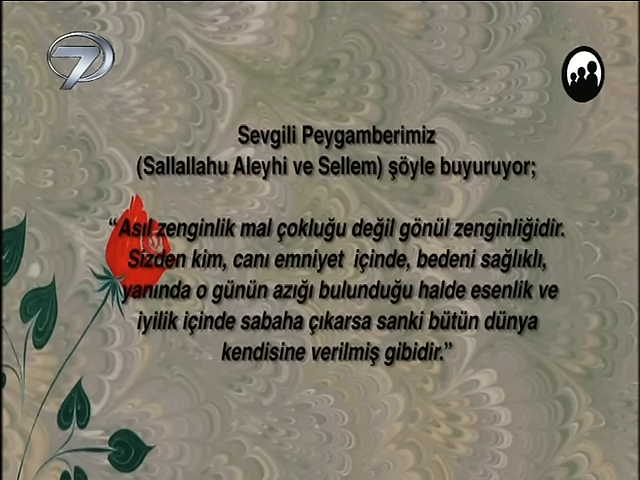 7
Sevgili Peygamberimiz
(Sallallahu Aleyhi ve Sellem) şöyle buyuruyor;
“Asıl zenginlik mal çokluğu değil gönül zenginliğidir.
Sizden kim, canı emniyet içinde, bedeni sağlıklı,
yanında o günün azığı bulunduğu halde esenlik ve
iyilik içinde sabaha çıkarsa sanki bütün dünya
kendisine verilmiş gibidir.”